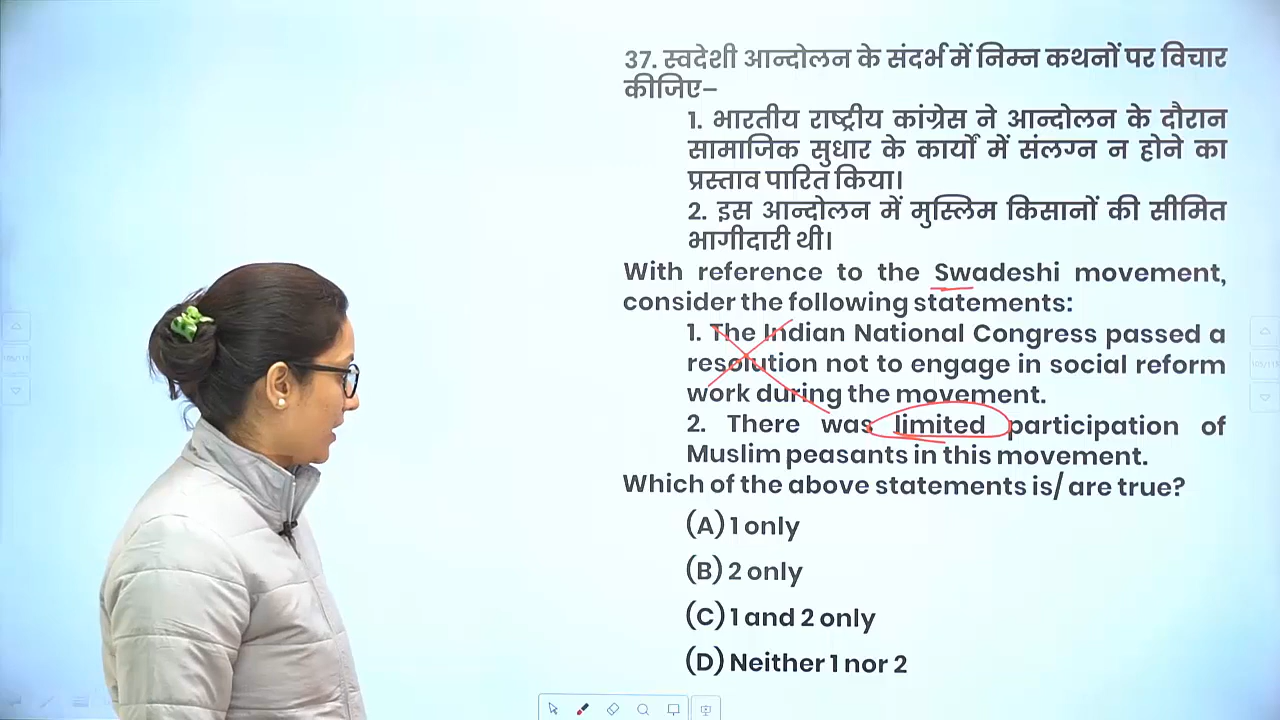 37. स्वदेशी आन्दोलन के संदर्भ में निम्न कथनों पर विचार
कीजिए–
1. भारतीय राष्ट्रीय कांग्रेस ने आन्दोलन के दौरान
सामाजिक सुधार के कार्यों में संलग्न न होने का
प्रस्ताव पारित किया।
2. इस आन्दोलन में मुस्लिम किसानों की सीमित
भागीदारी थी।
With reference to the Swadeshi movement,
consider the following statements:
1. The Indian National Congress passed a
resolution not to engage in social reform
work during the movement.
2. There was limited participation of
Muslim peasants in this movement.
Which of the above statements is/ are true?
(A) 1 only
(B) 2 only
(C) 1 and 2 only
(D) Neither 1 nor 2